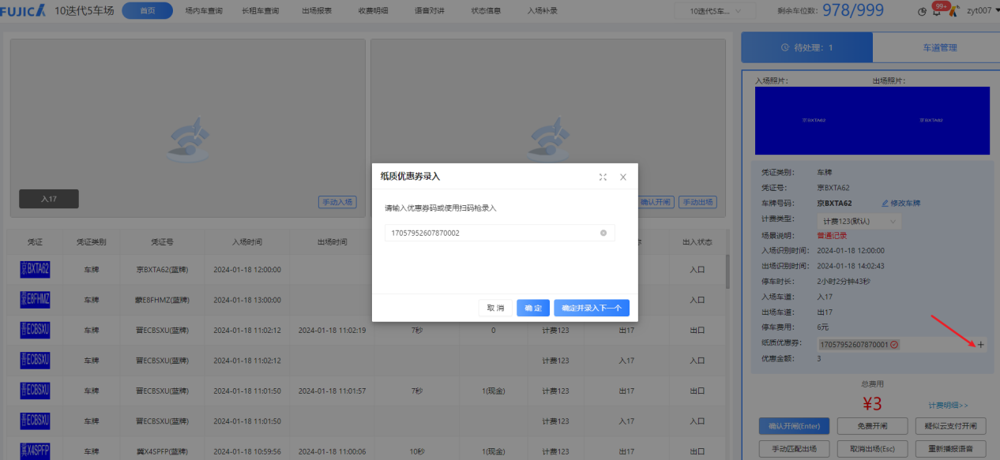 FUJICA 10迭代5车场 首页 场内车查询 长租车查询 出场报表 收费明细 语音对讲 状态信息 入场补录 10迭代5车... 剩余车位数: 978/999 99+ zyt007
待处理: 1 车道管理
入场照片: 出场照片:
京BXTA62 京BXTA62
入17 手动入场 确认开闸 手动出场
纸质优惠券录入
请输入优惠券码或使用扫码枪录入
17057952607870002
取 消 确 定 确定并录入下一个
凭证 凭证类别 凭证号 入场时间 出场时间 出入状态
京BXTA62 车牌 京BXTA62(蓝牌) 2024-01-18 12:00:00 入口
蒙E8FHMZ 车牌 蒙E8FHMZ(蓝牌) 2024-01-18 13:00:00 入口
晋ECBSXU 车牌 晋ECBSXU(蓝牌) 2024-01-18 11:02:12 2024-01-18 11:02:19 7秒 0 计费123 出17 出口
晋ECBSXU 车牌 晋ECBSXU(蓝牌) 2024-01-18 11:02:12 计费123 入17 入口
晋ECBSXU 车牌 晋ECBSXU(蓝牌) 2024-01-18 11:01:50 2024-01-18 11:01:57 7秒 1(现金) 计费123 出17 出口
晋ECBSXU 车牌 晋ECBSXU(蓝牌) 2024-01-18 11:01:50 计费123 入17 入口
冀X4SPFP 车牌 冀X4SPFP(蓝牌) 2024-01-18 10:59:56 2024-01-18 11:00:06 10秒 1(现金) 计费123 出17 出口
凭证类别: 车牌
凭证号: 京BXTA62
车牌号码: 京BXTA62 修改车牌
计费类型: 计费123(默认)
场景说明: 普通记录
入场识别时间: 2024-01-18 12:00:00
出场识别时间: 2024-01-18 14:02:43
停车时长: 2小时2分钟43秒
入场车道: 入17
出场车道: 出17
停车费用: 6元
纸质优惠券: 17057952607870001
优惠金额: 3
总费用
¥3 计费明细>>
确认开闸(Enter) 免费开闸 疑似云支付开闸
手动匹配出场 取消出场(Esc) 重新播报语音